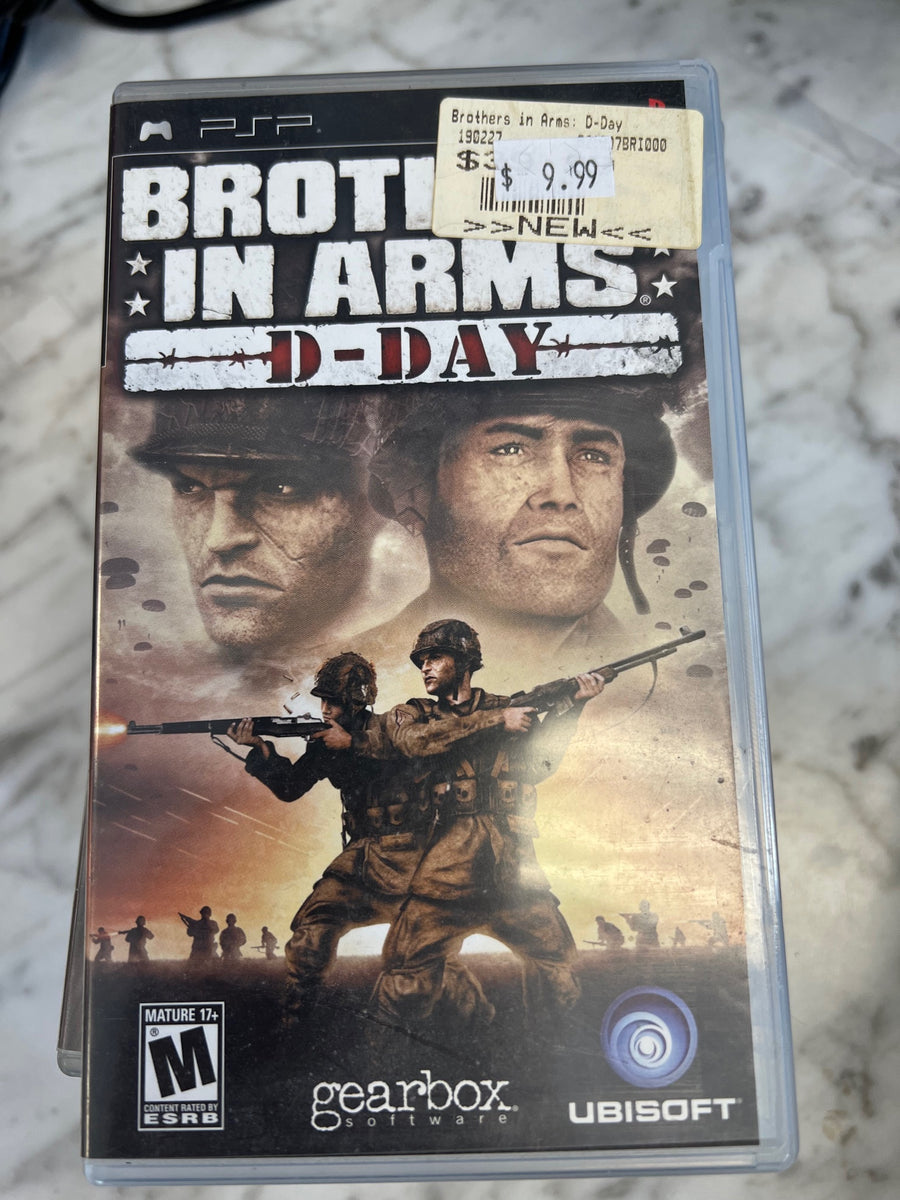 PSP
Brothers in Arms: D-Day
190227
7BRI000
$ 9.99
>>NEW<<
BROT
IN ARMS®
D-DAY
MATURE 17+
M®
CONTENT RATED BY
ESRB
gearbox
software
UBISOFT